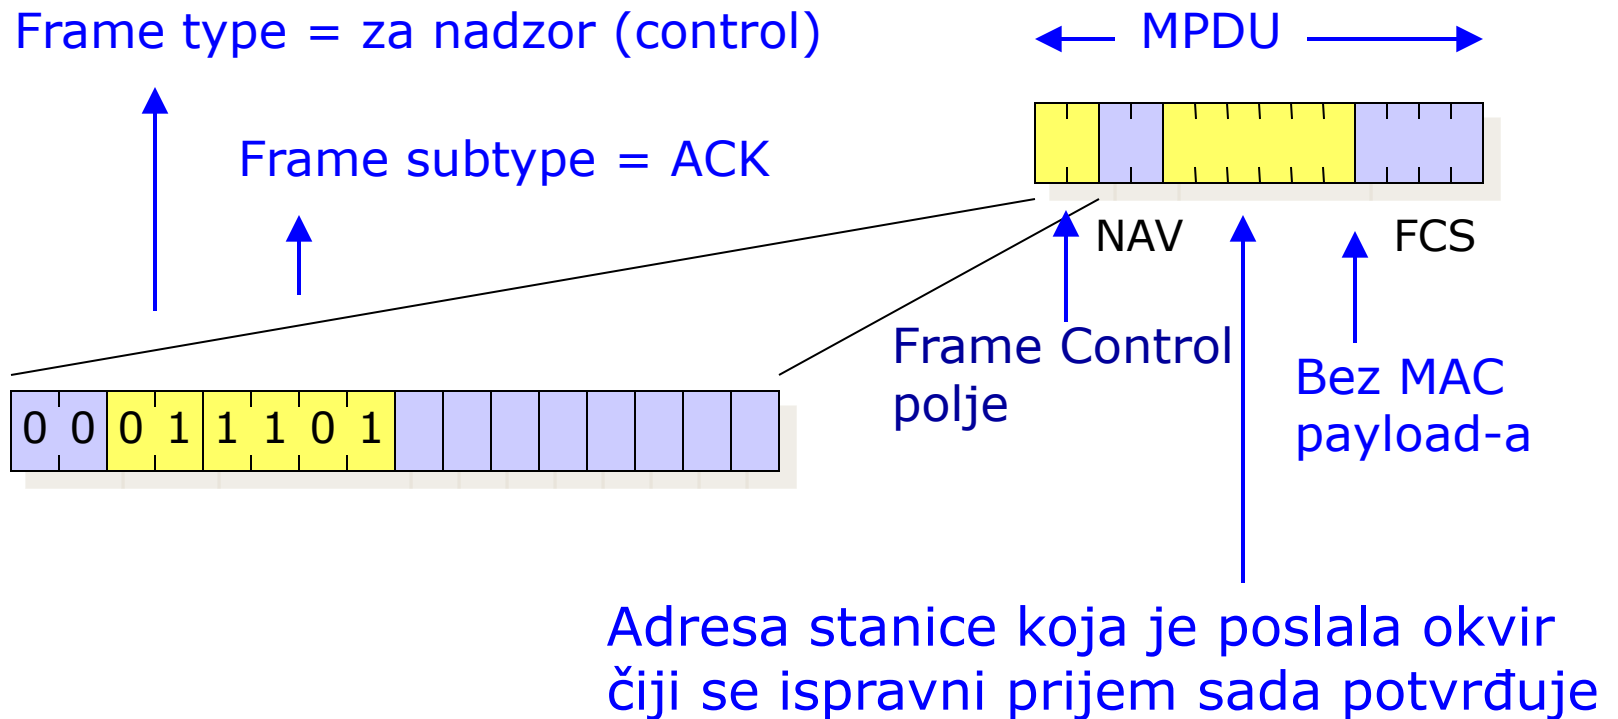 Frame type = za nadzor (control)
MPDU
Frame subtype = ACK
NAV
FCS
Frame Control
polje
Bez MAC
payload-a
0 0 0 1 1 1 0 1
Adresa stanice koja je poslala okvir
čiji se ispravni prijem sada potvrđuje